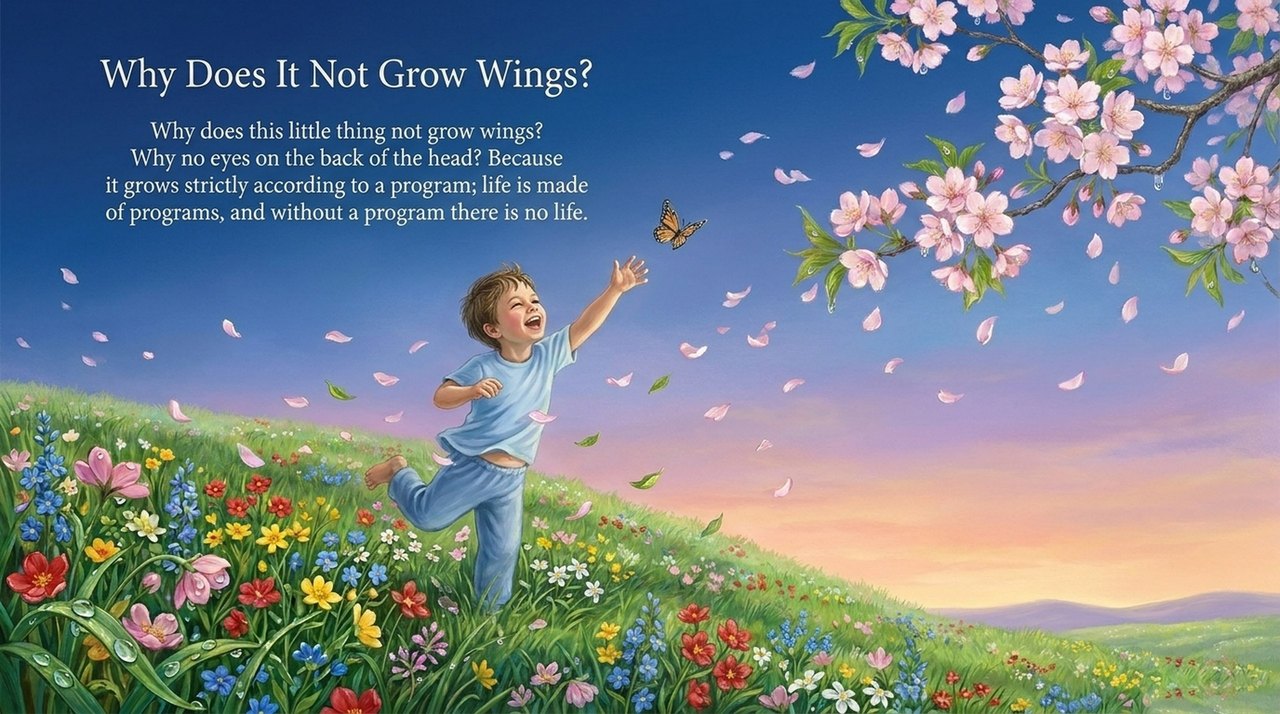 Why Does It Not Grow Wings?
Why does this little thing not grow wings?
Why no eyes on the back of the head? Because
it grows strictly according to a program; life is made
of programs, and without a program there is no life.